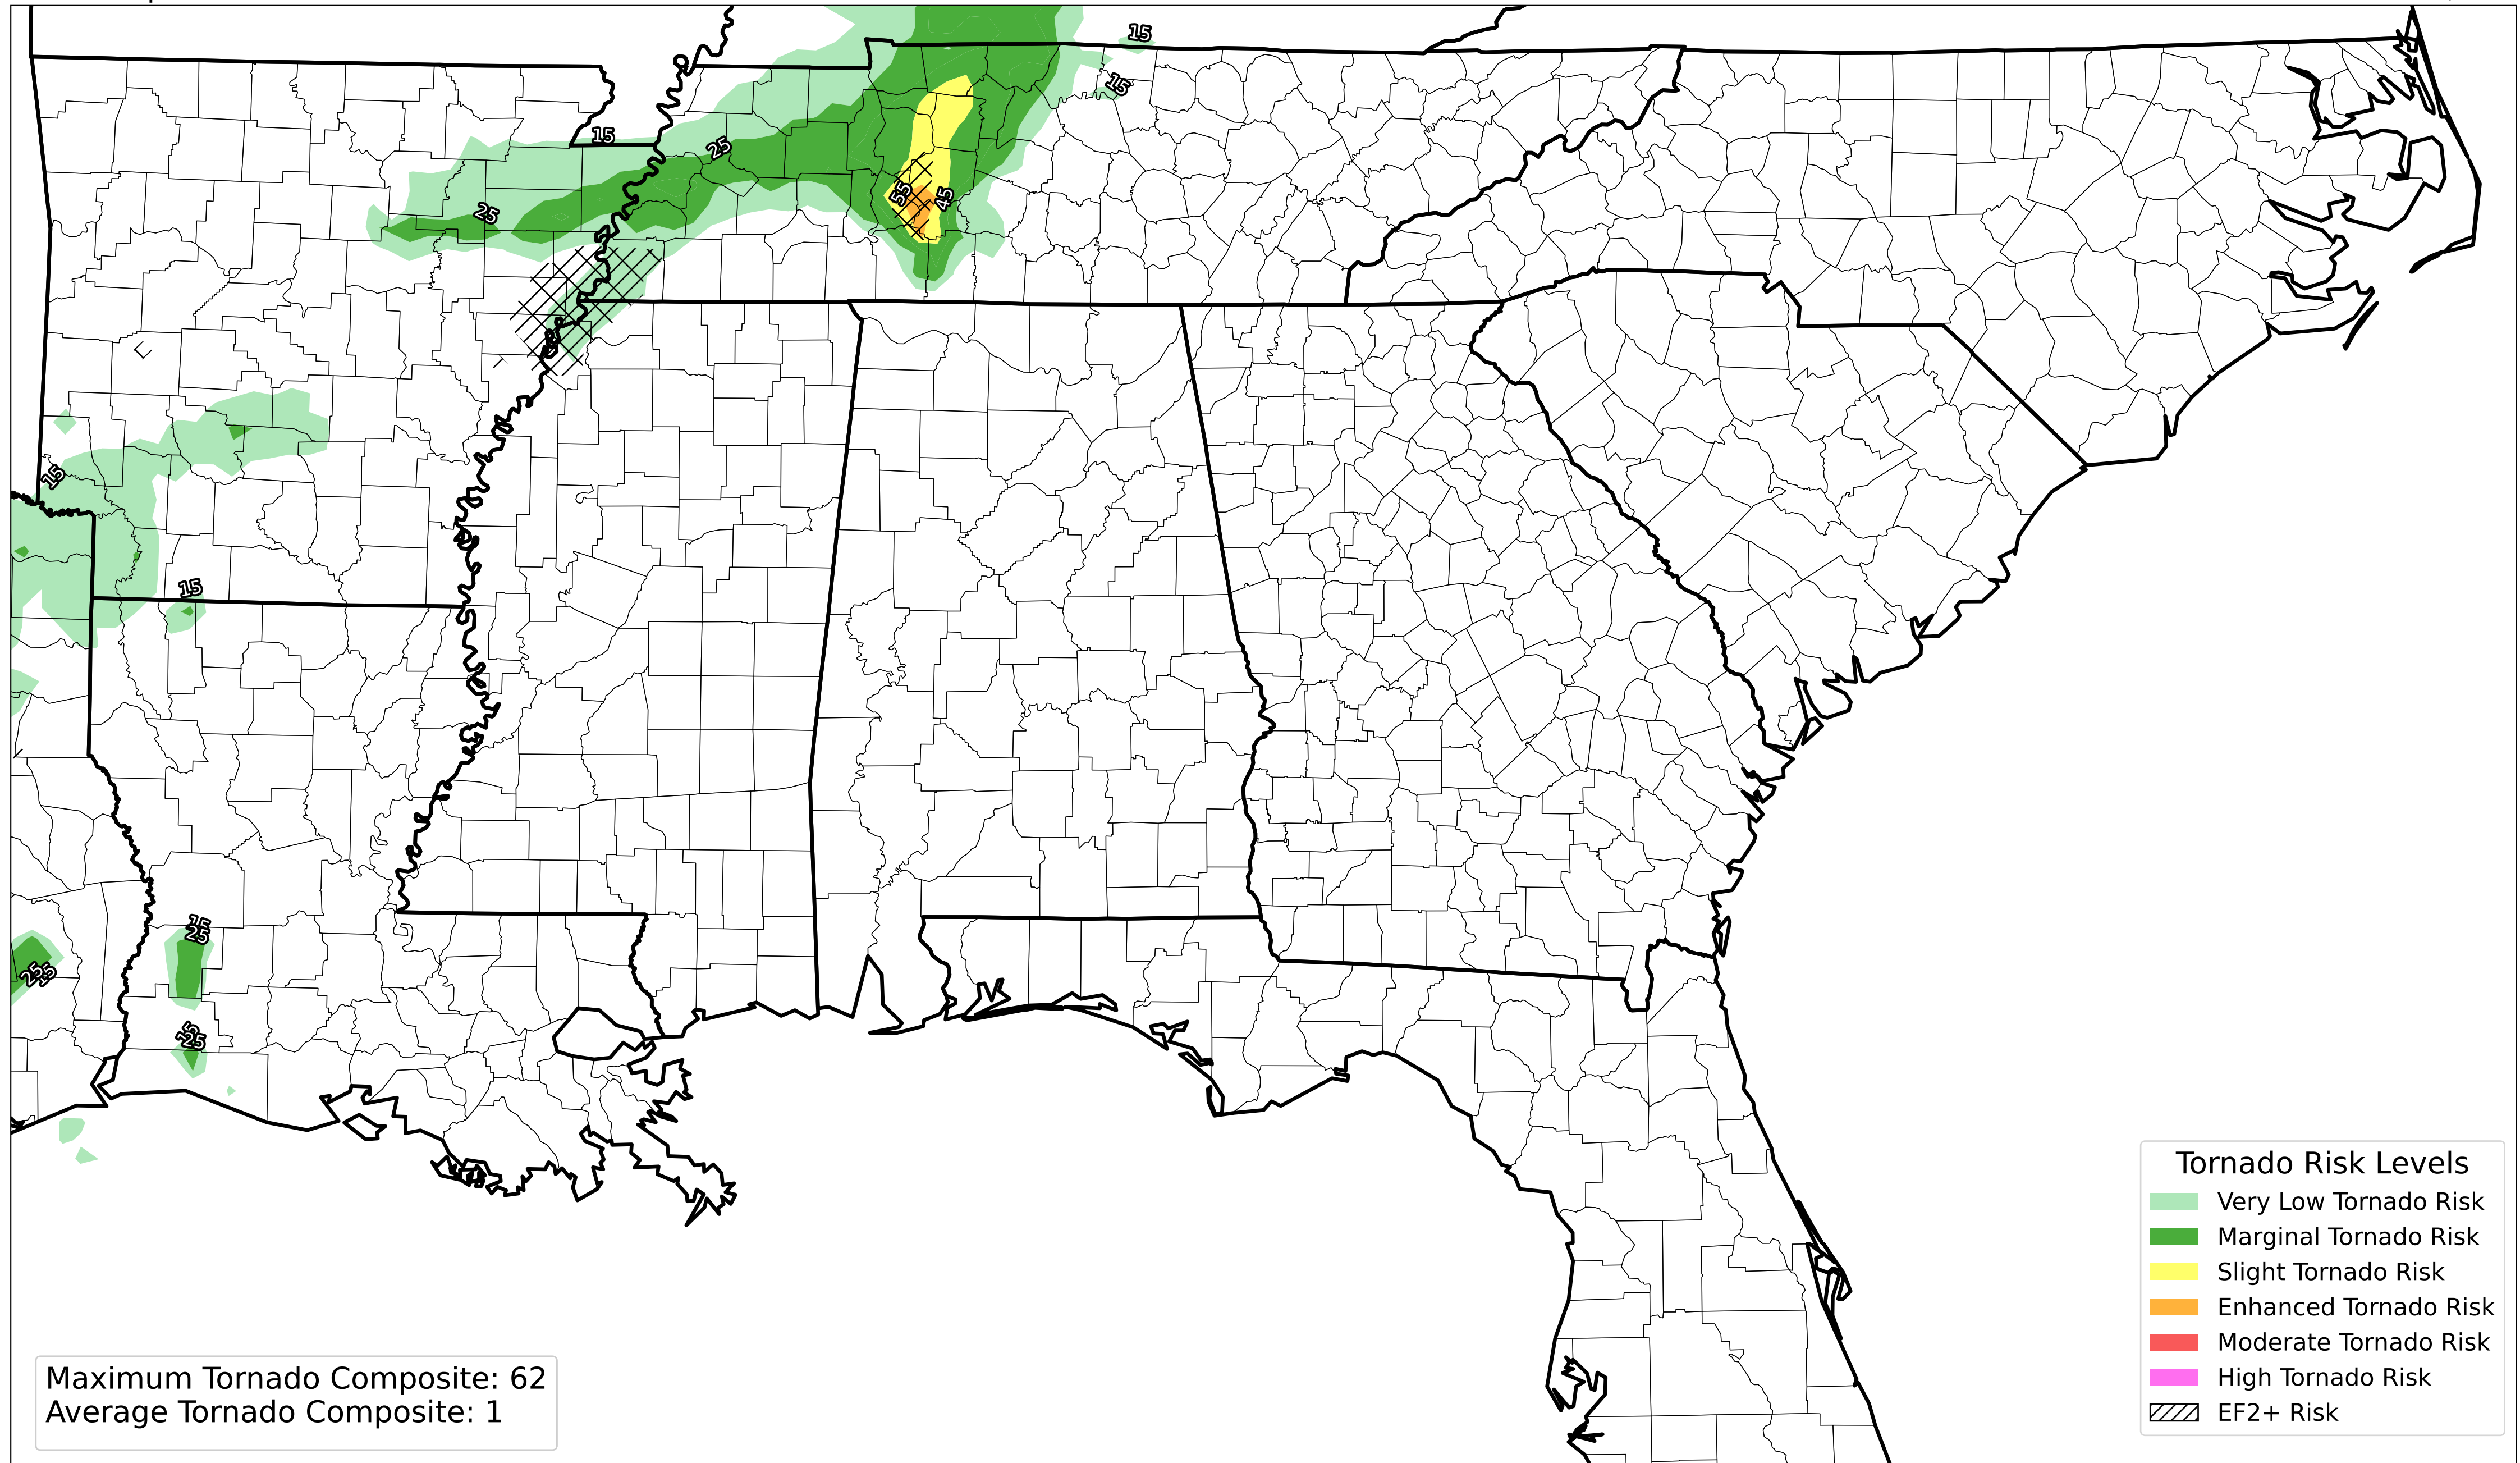 15
15
15
25
55
45
25
15
15
15
25
25
15
15
25
Tornado Risk Levels
Very Low Tornado Risk
Marginal Tornado Risk
Slight Tornado Risk
Enhanced Tornado Risk
Moderate Tornado Risk
High Tornado Risk
EF2+ Risk
Maximum Tornado Composite: 62
Average Tornado Composite: 1